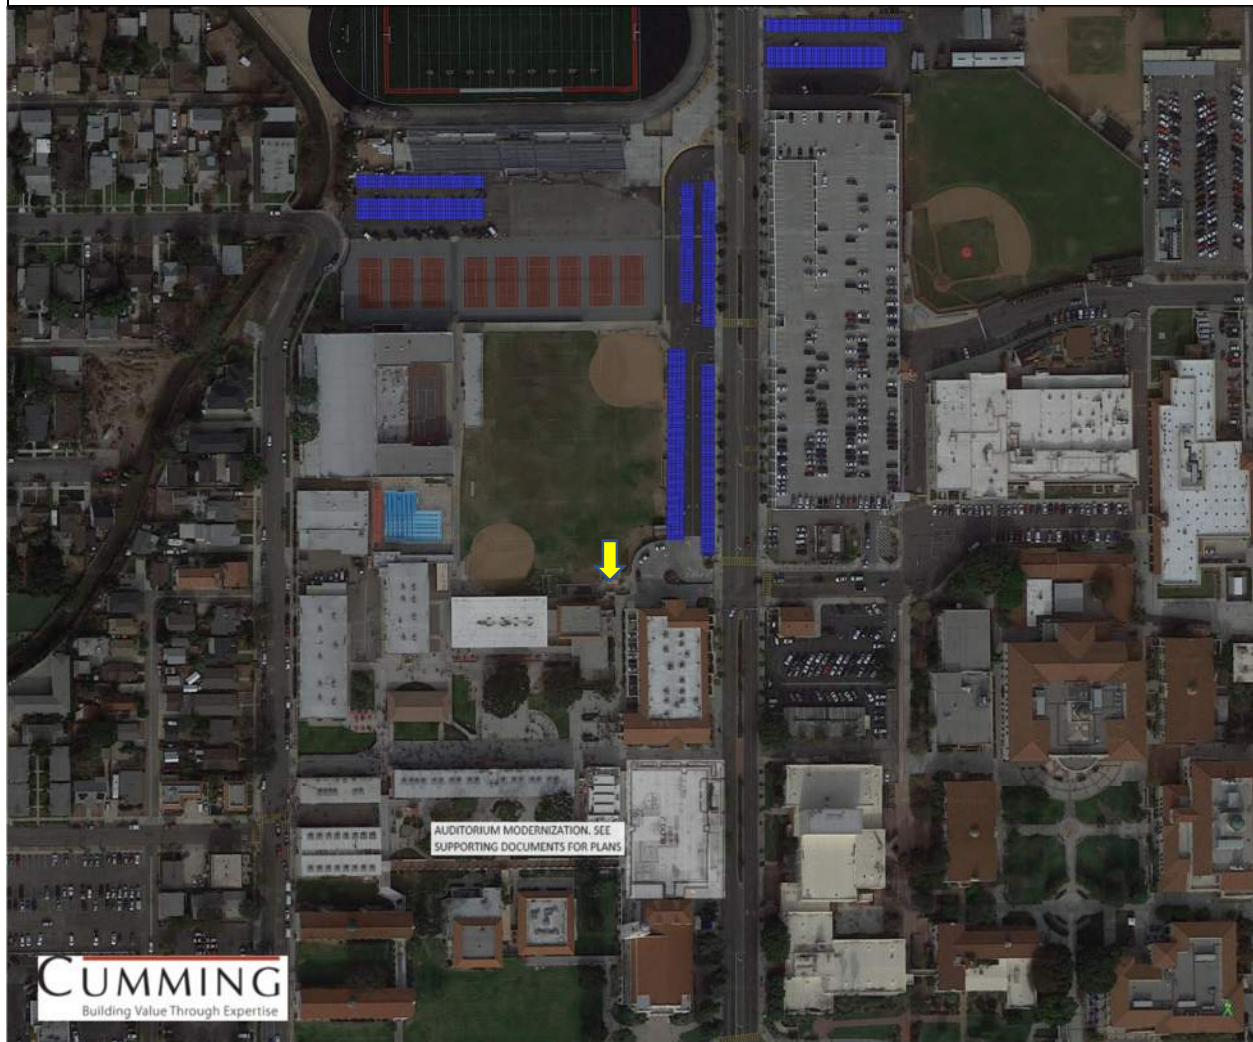 AUDITORIUM MODERNIZATION. SEE
SUPPORTING DOCUMENTS FOR PLANS
CUMMING
Building Value Through Expertise